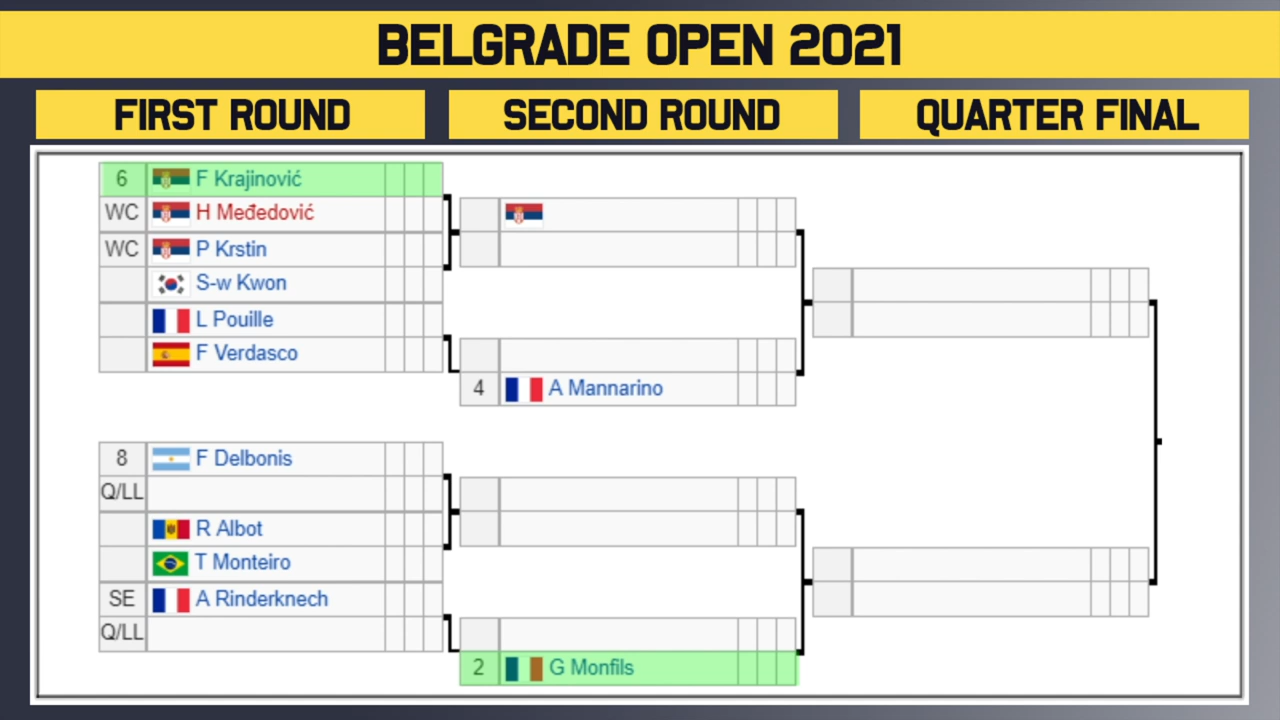 BELGRADE OPEN 2021
FIRST ROUND
SECOND ROUND
QUARTER FINAL
6 F Krajinović
WC H Međedović
WC P Krstin
S-w Kwon
L Pouille
F Verdasco
4 A Mannarino
8 F Delbonis
Q/LL
R Albot
T Monteiro
SE A Rinderknech
Q/LL
2 G Monfils